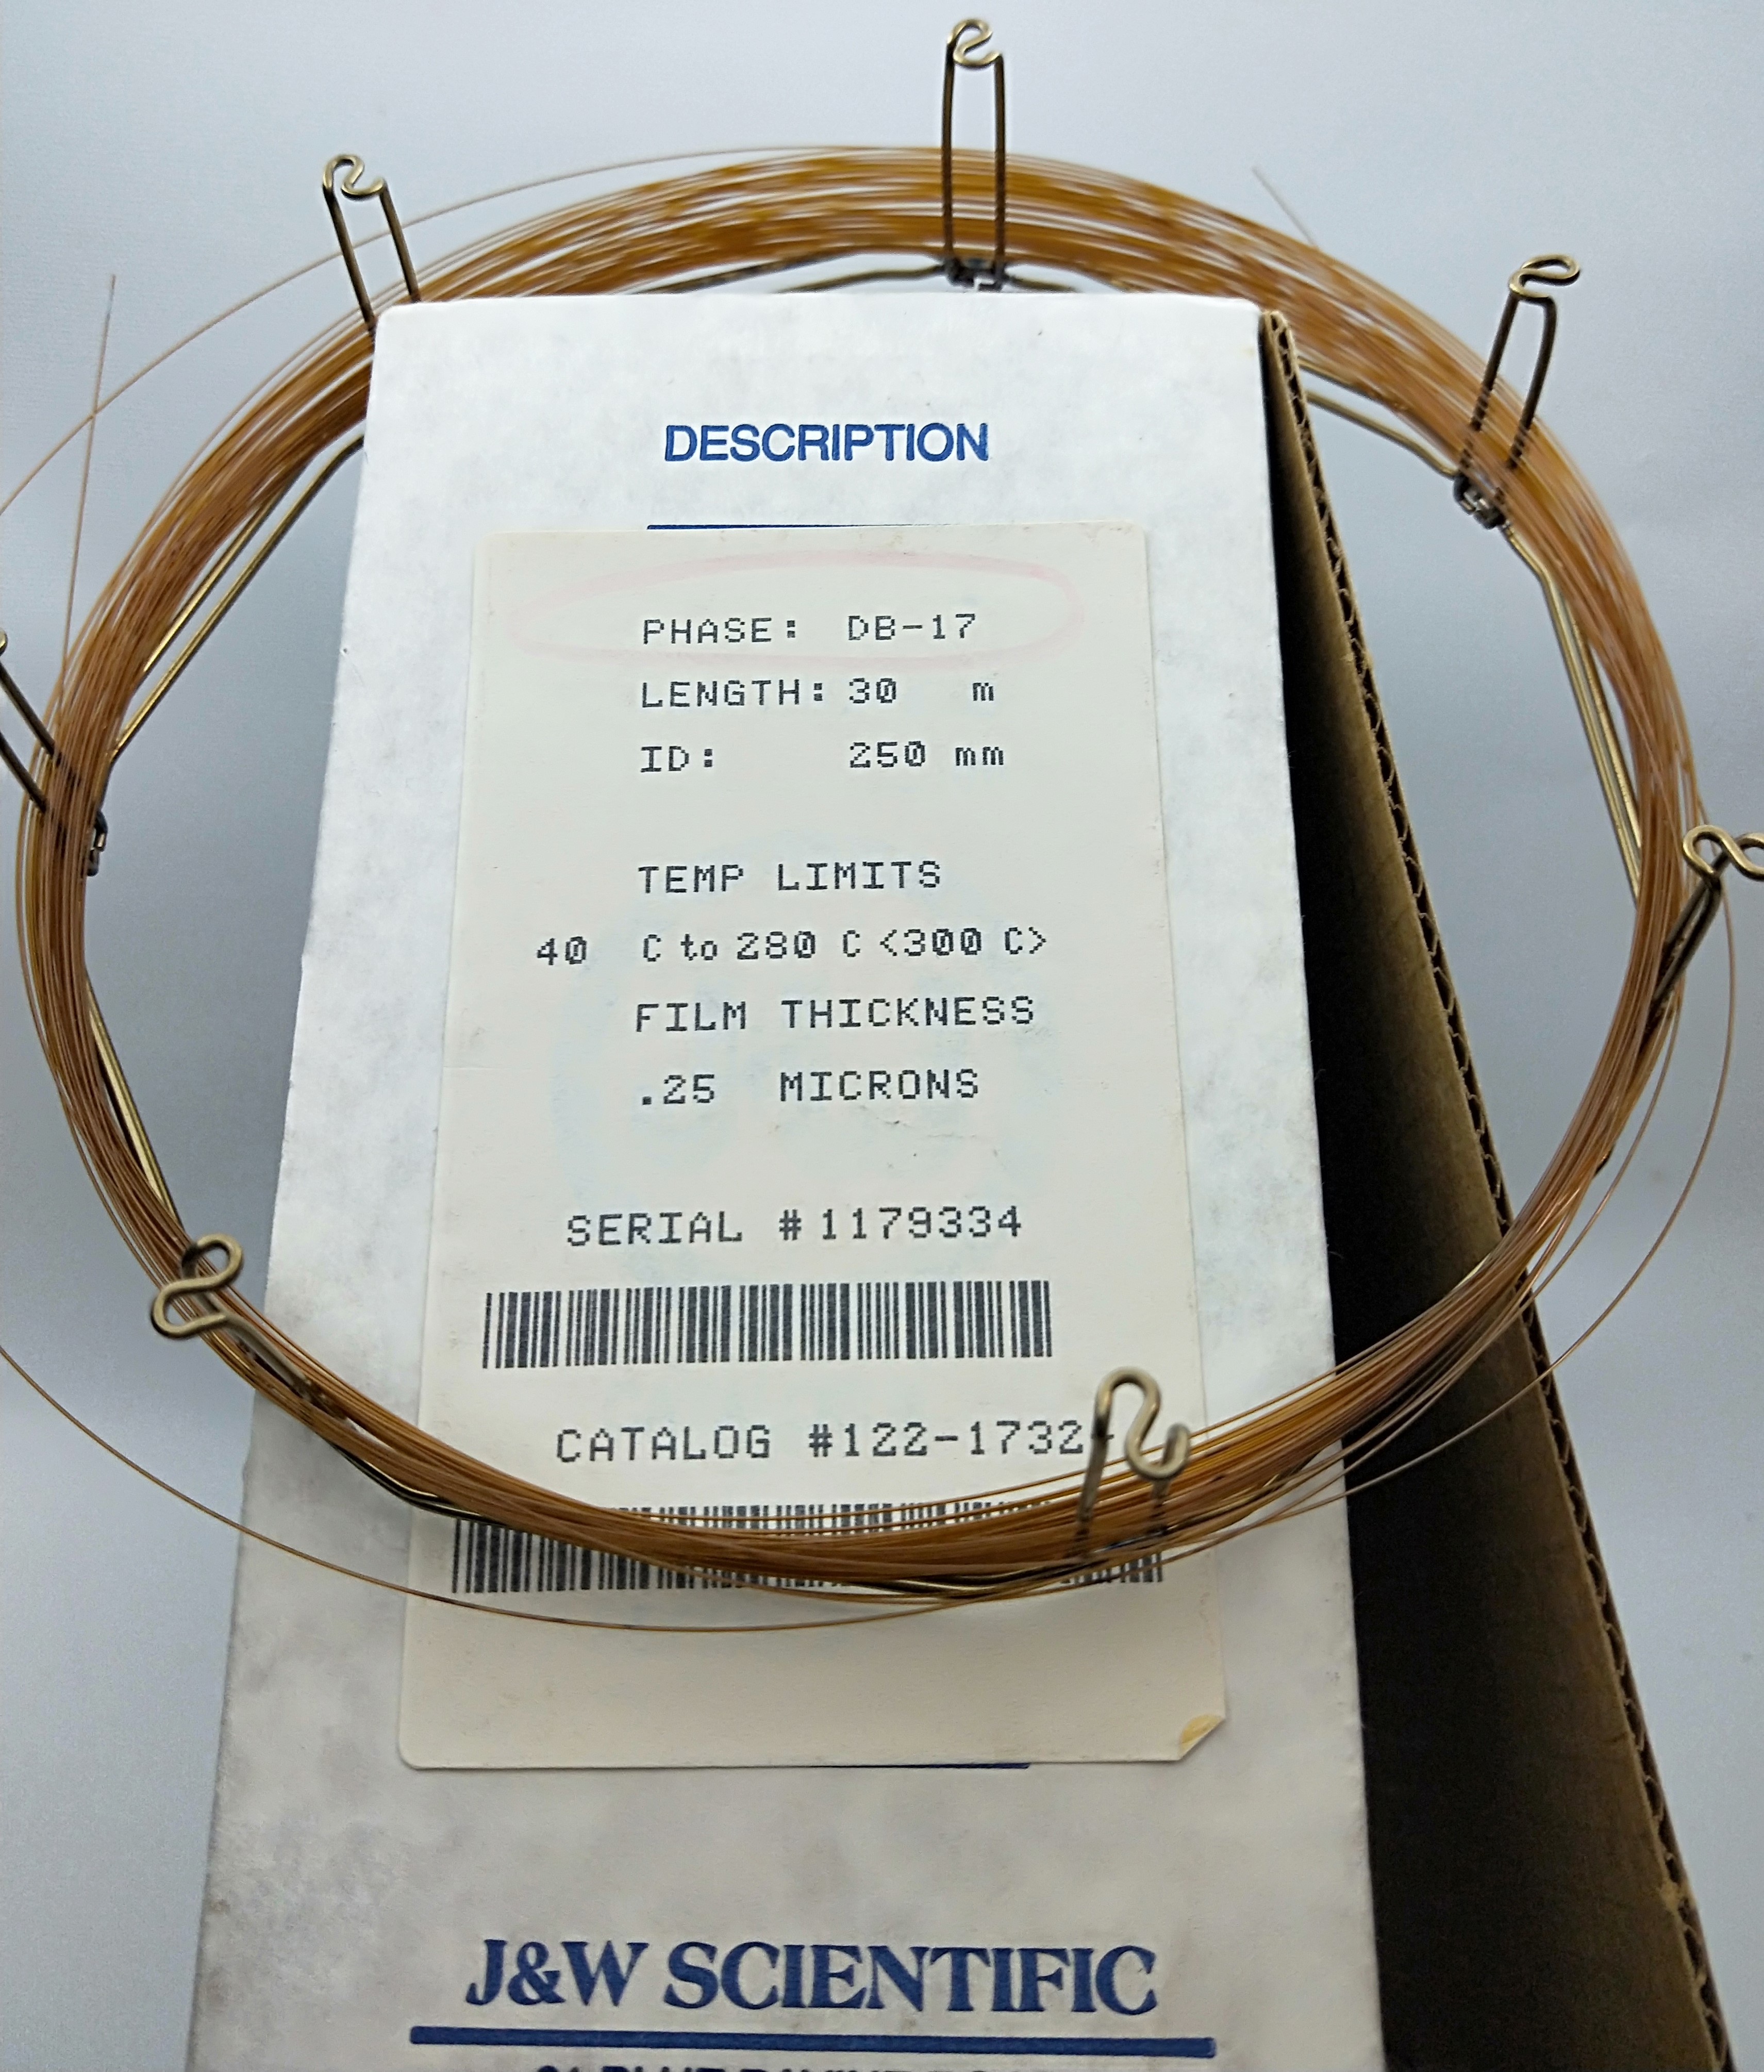 DESCRIPTION
PHASE: DB-17
LENGTH: 30 m
ID: 250 mm
TEMP LIMITS
40 C to 280 C <300 C>
FILM THICKNESS
.25 MICRONS
SERIAL #1179334
CATALOG #122-1732
J&W SCIENTIFIC